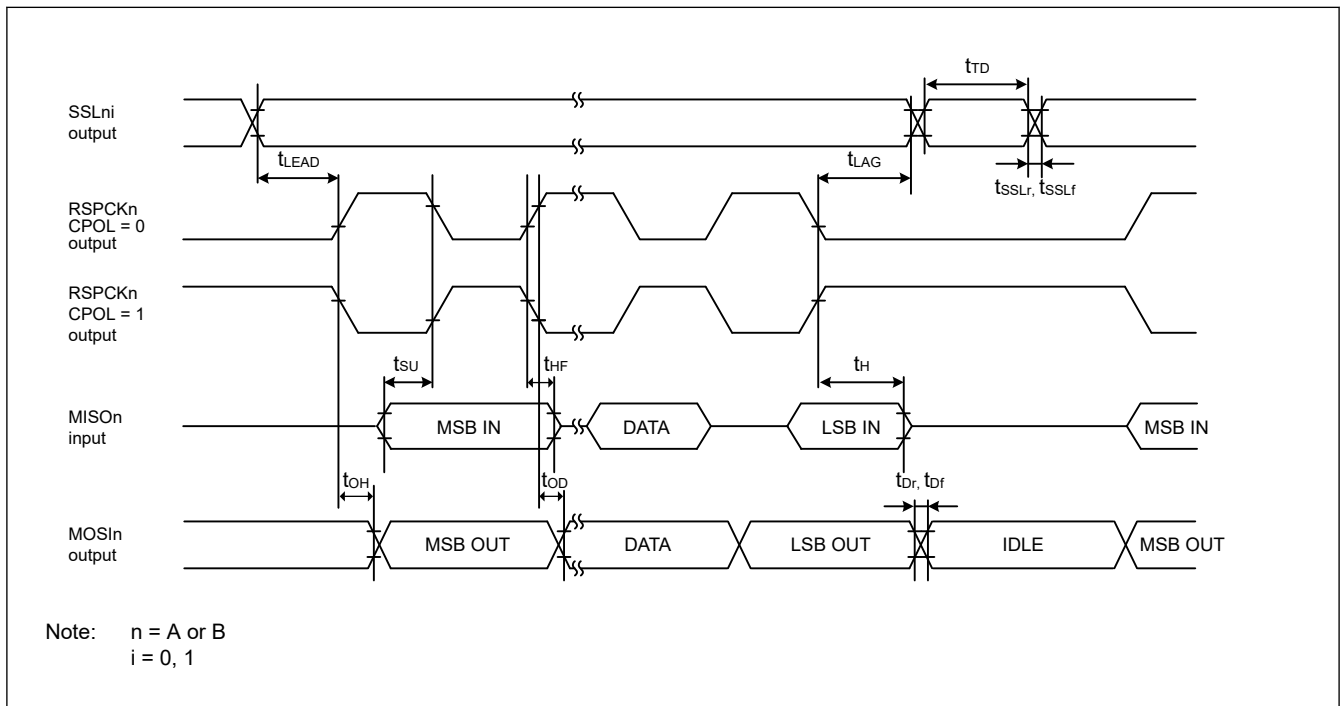 tTD
SSLni
output
tLEAD
tLAG
tSSLr, tSSLf
RSPCKn
CPOL = 0
output
RSPCKn
CPOL = 1
output
tSU
tHF
tH
MISOn
input
MSB IN
DATA
LSB IN
MSB IN
tOH
tOD
tDr, tDf
MOSIn
output
MSB OUT
DATA
LSB OUT
IDLE
MSB OUT
Note: n = A or B
i = 0, 1